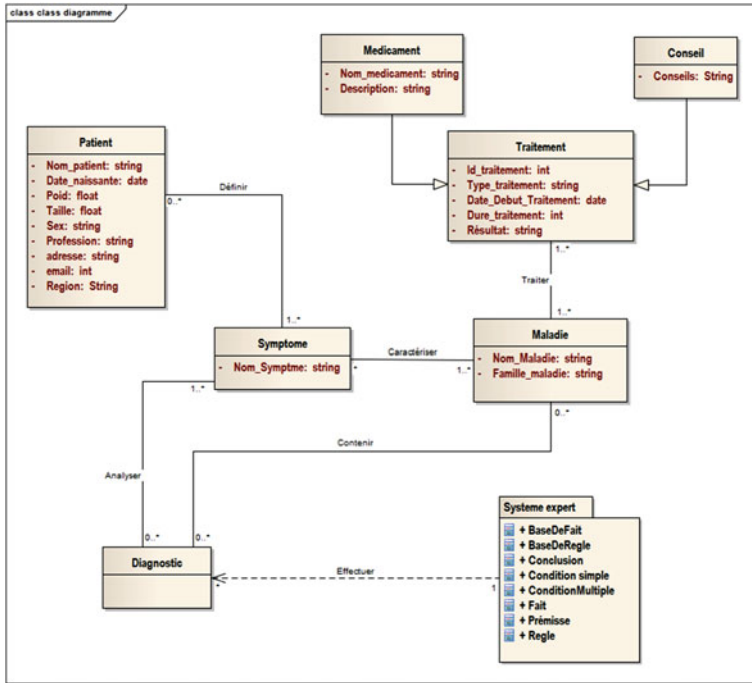 class class diagramme
Medicament
- Nom_medicament: string
- Description: string
Conseil
- Conseils: String
Patient
- Nom_patient: string
- Date_naissante: date
- Poid: float
- Taille: float
- Sex: string
- Profession: string
- adresse: string
- email: int
- Region: String
Traitement
- Id_traitement: int
- Type_traitement: string
- Date_Debut_Traitement: date
- Dure_traitement: int
- Résultat: string
Définir
0..*
1..*
1..*
Traiter
1..*
Symptome
- Nom_Symptme: string
Caractériser
*
1..*
Maladie
- Nom_Maladie: string
- Famille_maladie: string
1..*
0..*
Contenir
Analyser
0..*
0..*
Diagnostic
Effectuer
*
1
Systeme expert
+ BaseDeFait
+ BaseDeRegle
+ Conclusion
+ Condition simple
+ ConditionMultiple
+ Fait
+ Prémisse
+ Regle